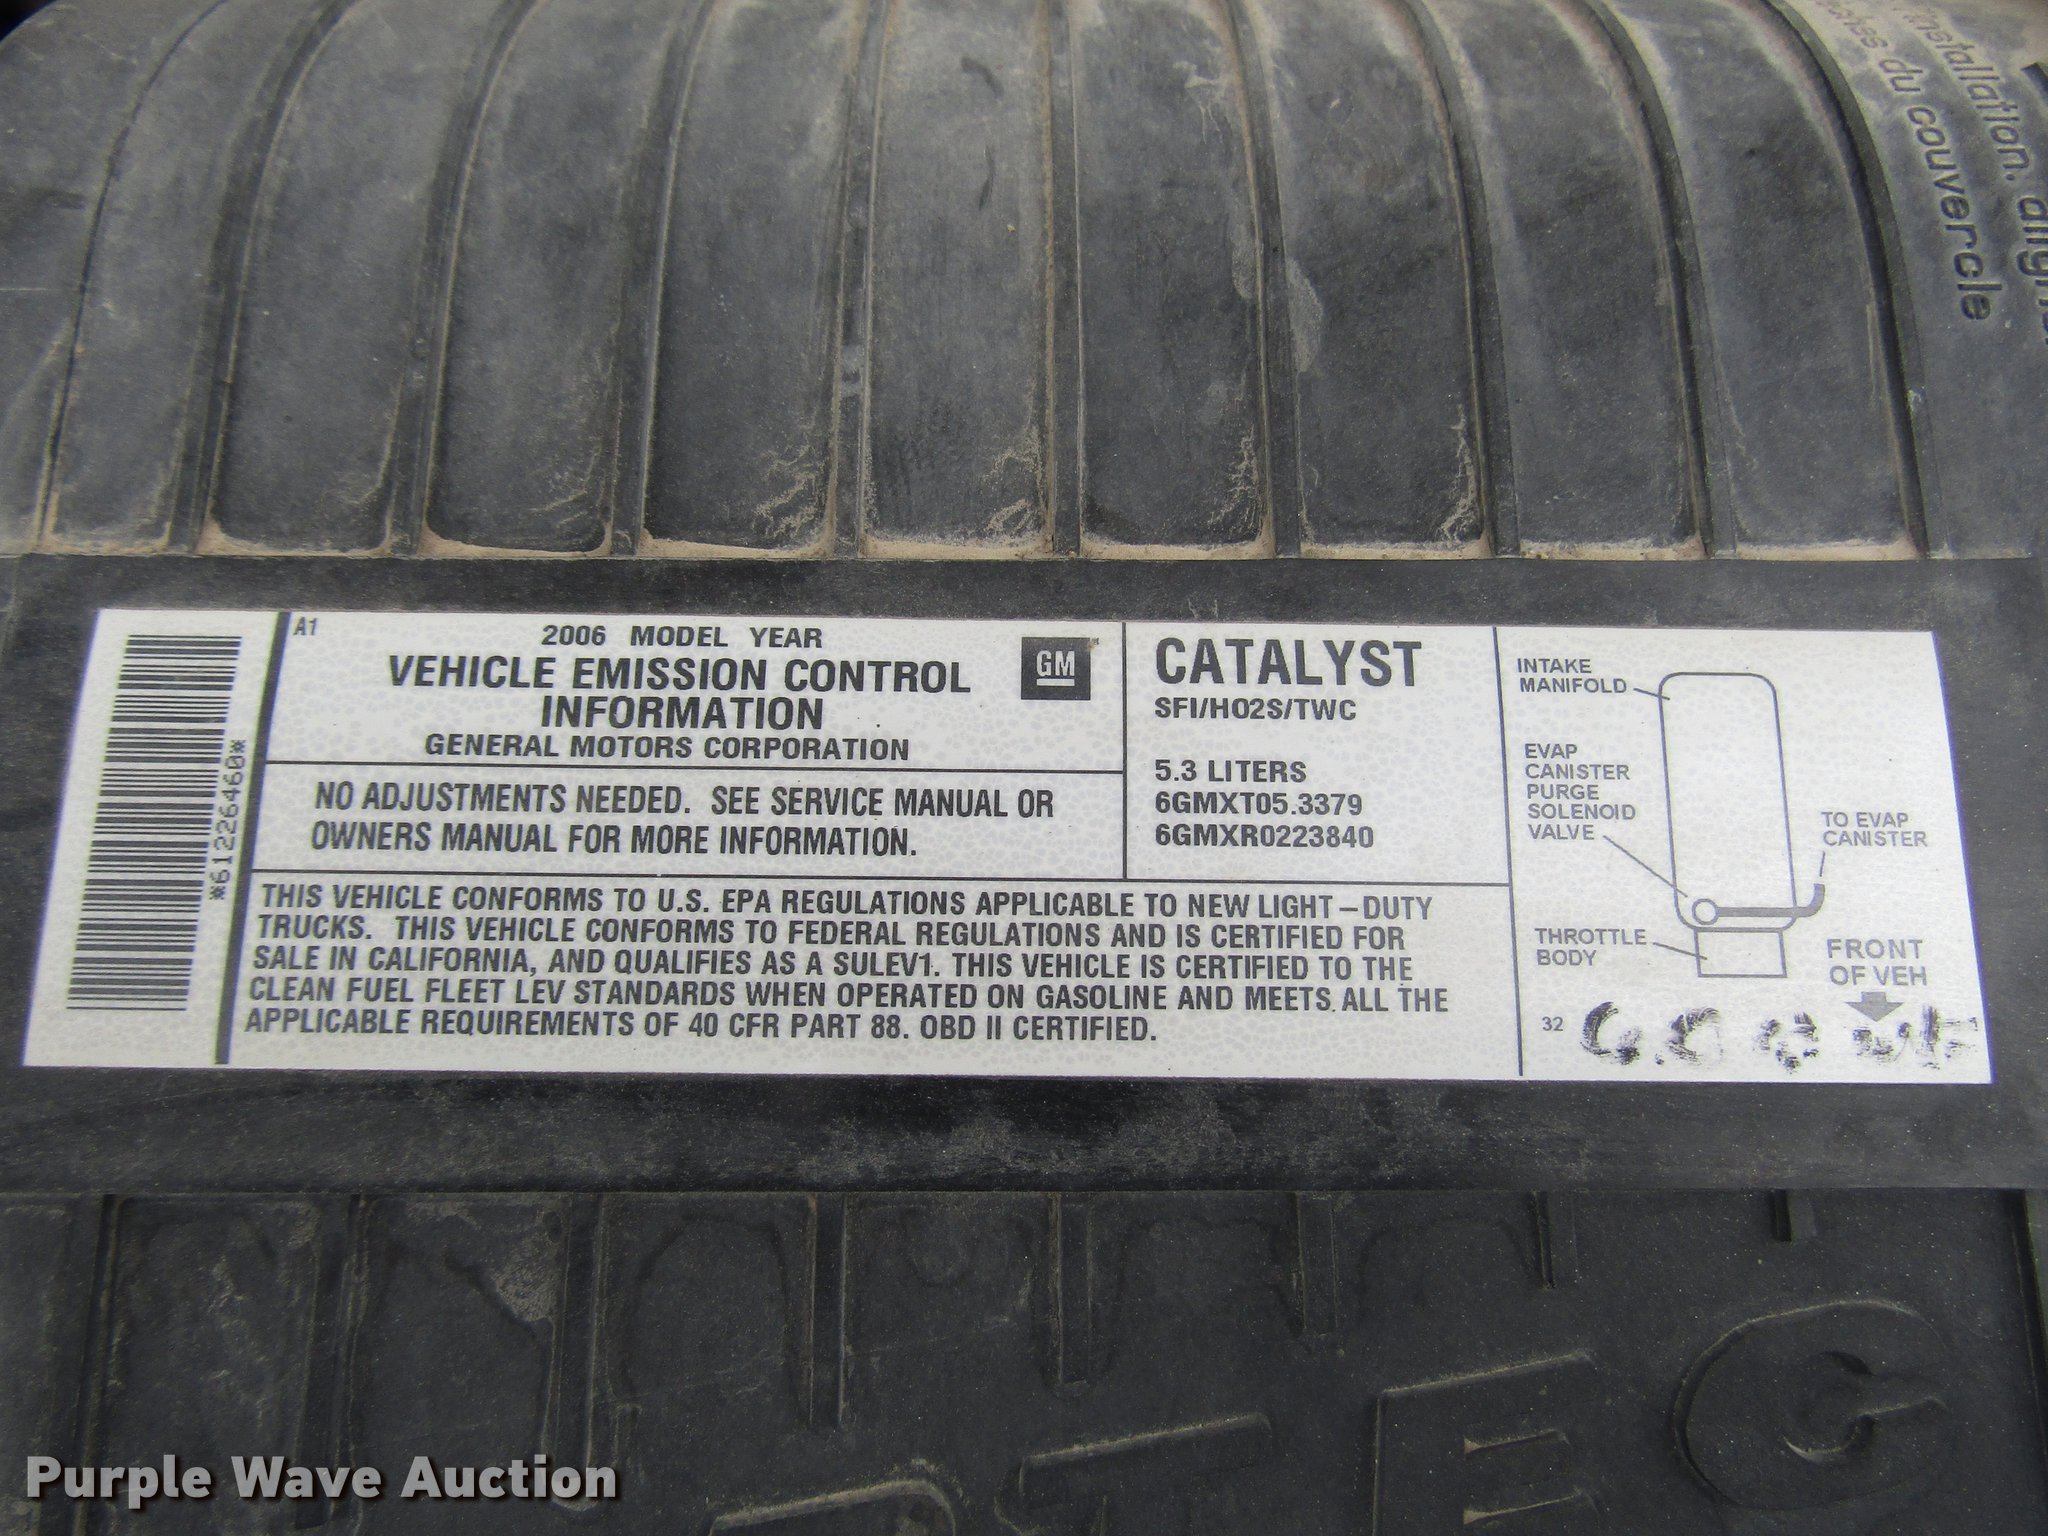 Installation, align
du couvercle
*61226460*
A1
2006 MODEL YEAR
VEHICLE EMISSION CONTROL
INFORMATION
GENERAL MOTORS CORPORATION
GM
NO ADJUSTMENTS NEEDED. SEE SERVICE MANUAL OR
OWNERS MANUAL FOR MORE INFORMATION.
CATALYST
SFI/HO2S/TWC
5.3 LITERS
6GMXT05.3379
6GMXR0223840
THIS VEHICLE CONFORMS TO U.S. EPA REGULATIONS APPLICABLE TO NEW LIGHT-DUTY
TRUCKS. THIS VEHICLE CONFORMS TO FEDERAL REGULATIONS AND IS CERTIFIED FOR
SALE IN CALIFORNIA, AND QUALIFIES AS A SULEV1. THIS VEHICLE IS CERTIFIED TO THE
CLEAN FUEL FLEET LEV STANDARDS WHEN OPERATED ON GASOLINE AND MEETS ALL THE
APPLICABLE REQUIREMENTS OF 40 CFR PART 88. OBD II CERTIFIED.
INTAKE
MANIFOLD
EVAP
CANISTER
PURGE
SOLENOID
VALVE
TO EVAP
CANISTER
THROTTLE
BODY
FRONT
OF VEH
32
TEC
Purple Wave Auction